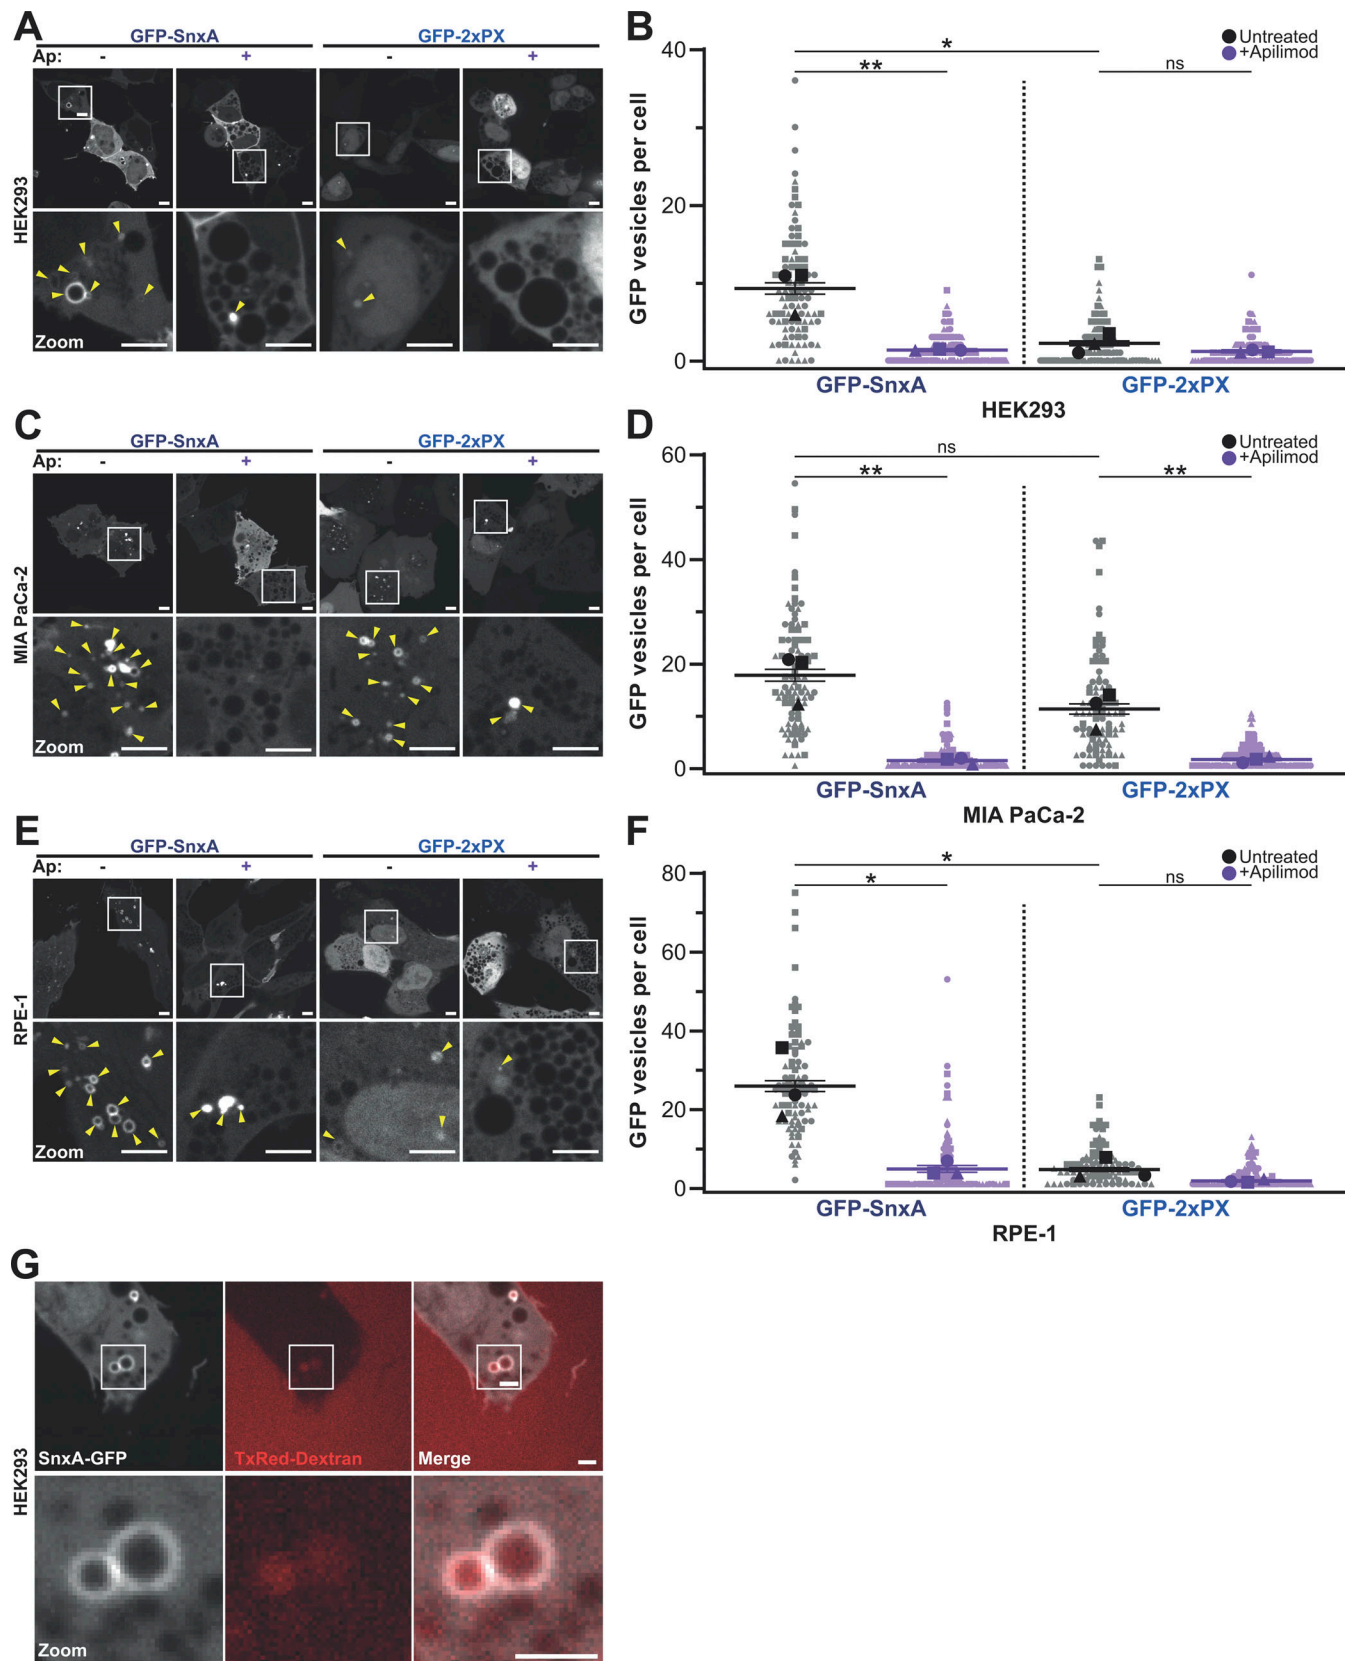 A
GFP-SnxA GFP-2xPX
Ap: - + - +
HEK293
Zoom
B
Untreated
+Apilimod
* ** ns
GFP vesicles per cell
40
20
0
GFP-SnxA GFP-2xPX
HEK293
C
GFP-SnxA GFP-2xPX
Ap: - + - +
MIA PaCa-2
Zoom
D
Untreated
+Apilimod
ns ** **
GFP vesicles per cell
60
40
20
0
GFP-SnxA GFP-2xPX
MIA PaCa-2
E
GFP-SnxA GFP-2xPX
Ap: - + - +
RPE-1
Zoom
F
Untreated
+Apilimod
* * ns
GFP vesicles per cell
80
60
40
20
0
GFP-SnxA GFP-2xPX
RPE-1
G
HEK293
SnxA-GFP TxRed-Dextran Merge
Zoom